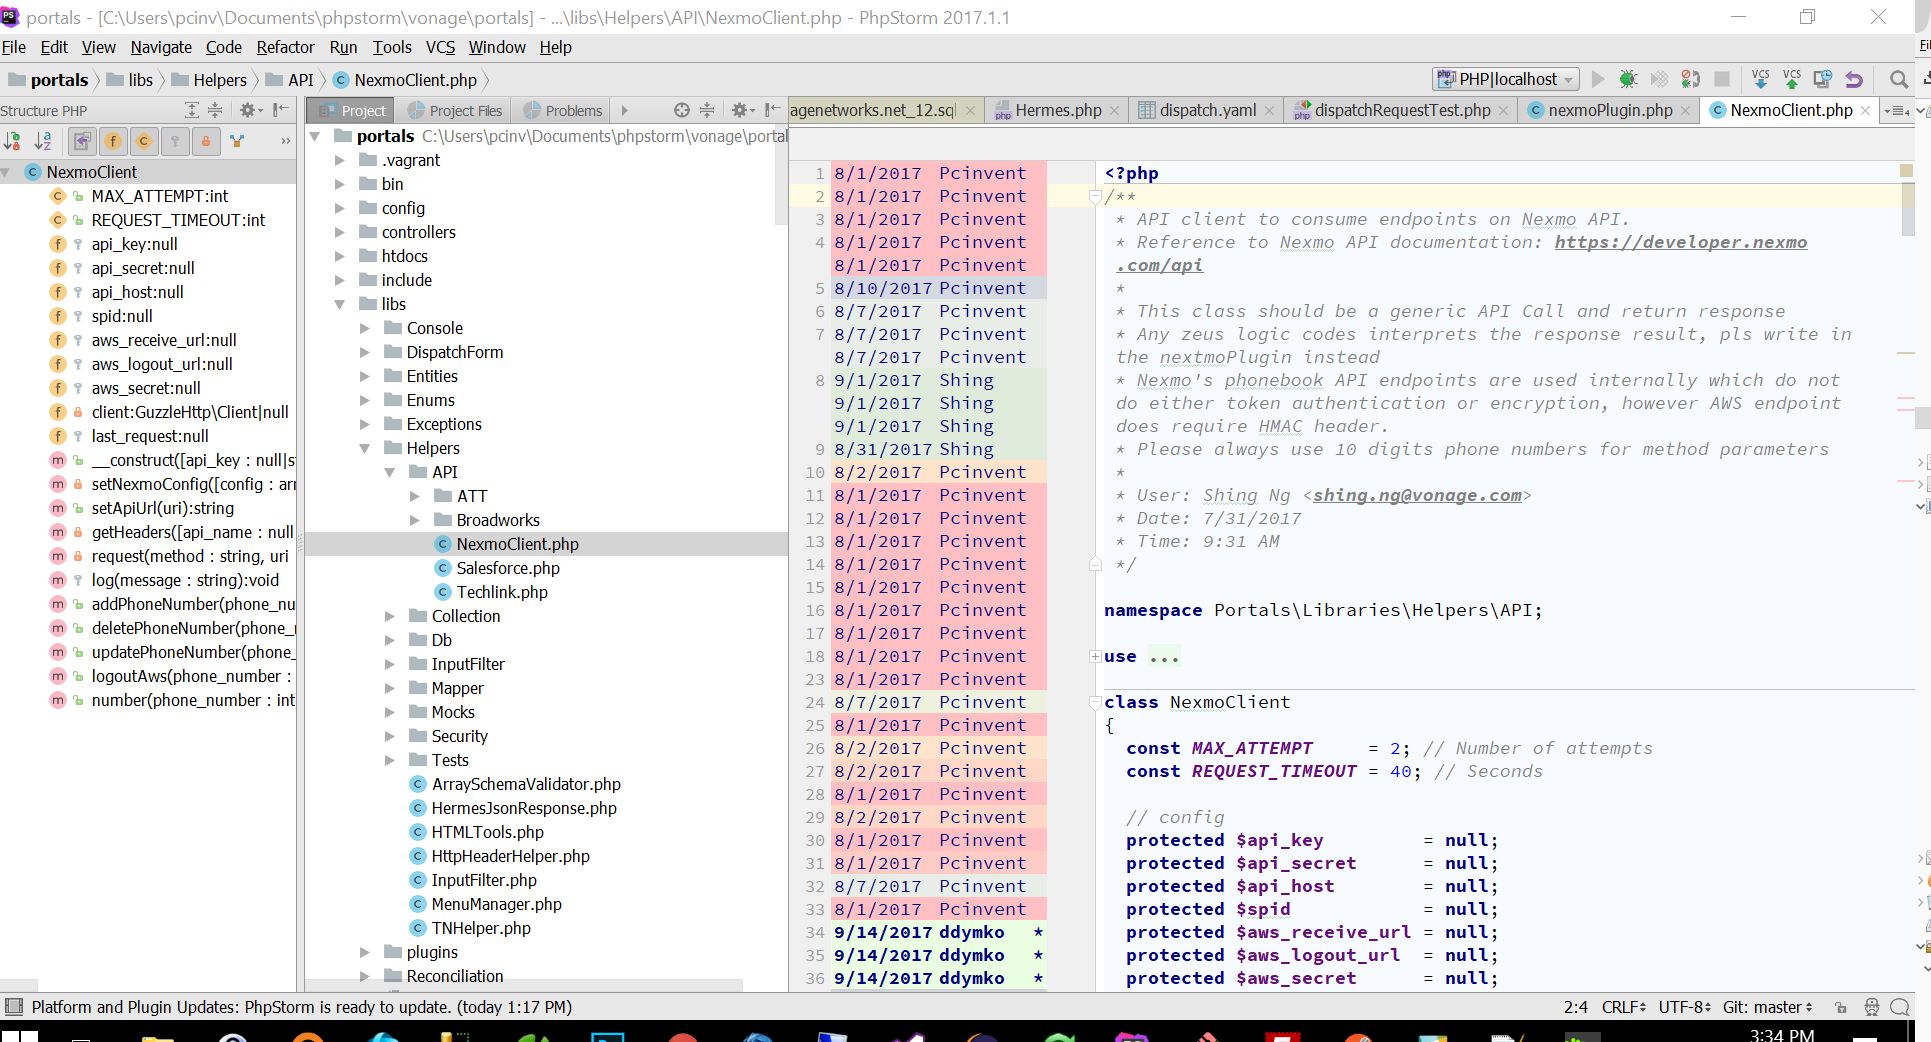 portals - [C:\Users\pcinv\Documents\phpstorm\vonage\portals] - ...\libs\Helpers\API\NexmoClient.php - PhpStorm 2017.1.1
File Edit View Navigate Code Refactor Run Tools VCS Window Help
portals libs Helpers API NexmoClient.php PHP|localhost
Structure PHP
Project Project Files Problems
agenetworks.net_12.sql Hermes.php dispatch.yaml dispatchRequestTest.php nexmoPlugin.php NexmoClient.php
NexmoClient
MAX_ATTEMPT:int
REQUEST_TIMEOUT:int
api_key:null
api_secret:null
api_host:null
spid:null
aws_receive_url:null
aws_logout_url:null
aws_secret:null
client:GuzzleHttp\Client|null
last_request:null
__construct([api_key : null|st
setNexmoConfig([config : arr
setApiUrl(uri):string
getHeaders([api_name : null
request(method : string, uri
log(message : string):void
addPhoneNumber(phone_nu
deletePhoneNumber(phone_n
updatePhoneNumber(phone_
logoutAws(phone_number :
number(phone_number : int
portals C:\Users\pcinv\Documents\phpstorm\vonage\portal
.vagrant
bin
config
controllers
htdocs
include
libs
Console
DispatchForm
Entities
Enums
Exceptions
Helpers
API
ATT
Broadworks
NexmoClient.php
Salesforce.php
Techlink.php
Collection
Db
InputFilter
Mapper
Mocks
Security
Tests
ArraySchemaValidator.php
HermesJsonResponse.php
HTMLTools.php
HttpHeaderHelper.php
InputFilter.php
MenuManager.php
TNHelper.php
plugins
Reconciliation
1 8/1/2017 Pcinvent <?php
2 8/1/2017 Pcinvent /**
3 8/1/2017 Pcinvent * API client to consume endpoints on Nexmo API.
4 8/1/2017 Pcinvent * Reference to Nexmo API documentation: https://developer.nexmo
8/1/2017 Pcinvent .com/api
5 8/10/2017 Pcinvent *
6 8/7/2017 Pcinvent * This class should be a generic API Call and return response
7 8/7/2017 Pcinvent * Any zeus logic codes interprets the response result, pls write in
8/7/2017 Pcinvent the nextmoPlugin instead
8 9/1/2017 Shing * Nexmo's phonebook API endpoints are used internally which do not
9/1/2017 Shing do either token authentication or encryption, however AWS endpoint
9/1/2017 Shing does require HMAC header.
9 8/31/2017 Shing * Please always use 10 digits phone numbers for method parameters
10 8/2/2017 Pcinvent *
11 8/1/2017 Pcinvent * User: Shing Ng <shing.ng@vonage.com>
12 8/1/2017 Pcinvent * Date: 7/31/2017
13 8/1/2017 Pcinvent * Time: 9:31 AM
14 8/1/2017 Pcinvent */
15 8/1/2017 Pcinvent
16 8/1/2017 Pcinvent namespace Portals\Libraries\Helpers\API;
17 8/1/2017 Pcinvent
18 8/1/2017 Pcinvent use ...
23 8/1/2017 Pcinvent
24 8/7/2017 Pcinvent class NexmoClient
25 8/1/2017 Pcinvent {
26 8/2/2017 Pcinvent const MAX_ATTEMPT = 2; // Number of attempts
27 8/2/2017 Pcinvent const REQUEST_TIMEOUT = 40; // Seconds
28 8/1/2017 Pcinvent
29 8/2/2017 Pcinvent // config
30 8/1/2017 Pcinvent protected $api_key = null;
31 8/1/2017 Pcinvent protected $api_secret = null;
32 8/7/2017 Pcinvent protected $api_host = null;
33 8/1/2017 Pcinvent protected $spid = null;
34 9/14/2017 ddymko * protected $aws_receive_url = null;
35 9/14/2017 ddymko * protected $aws_logout_url = null;
36 9/14/2017 ddymko * protected $aws_secret = null;
Platform and Plugin Updates: PhpStorm is ready to update. (today 1:17 PM) 2:4 CRLF UTF-8 Git: master
3:34 PM